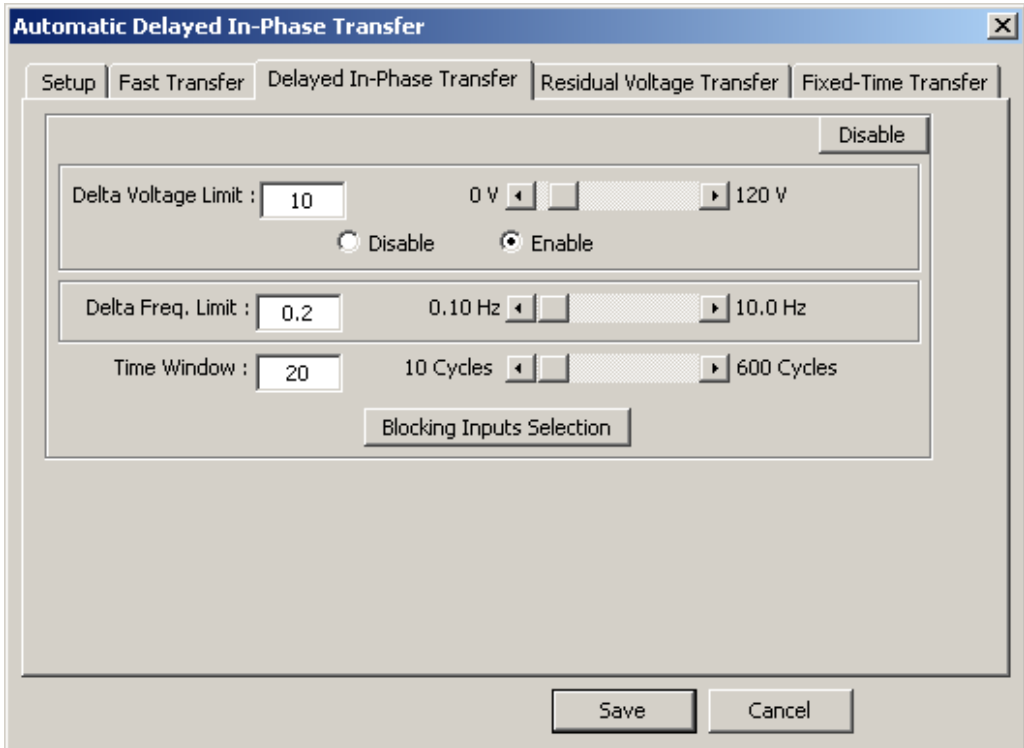 Automatic Delayed In-Phase Transfer
Setup Fast Transfer Delayed In-Phase Transfer Residual Voltage Transfer Fixed-Time Transfer
Disable
Delta Voltage Limit : 10 0 V 120 V
Disable Enable
Delta Freq. Limit : 0.2 0.10 Hz 10.0 Hz
Time Window : 20 10 Cycles 600 Cycles
Blocking Inputs Selection
Save Cancel